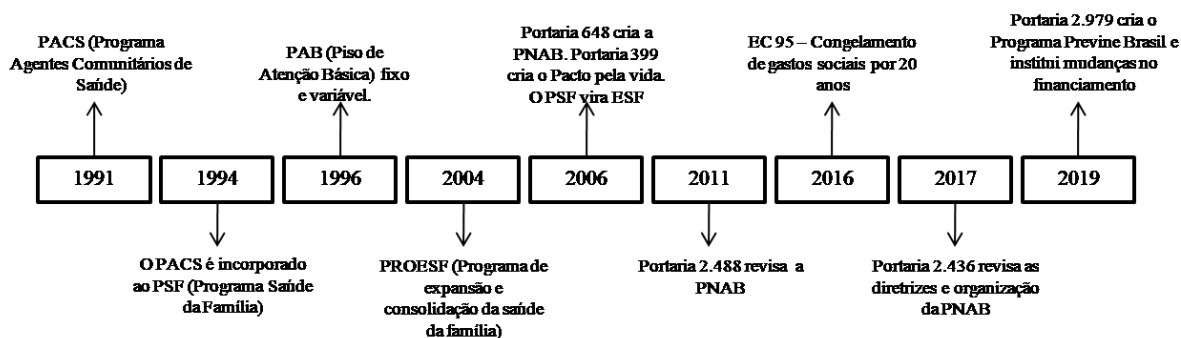 PACS (Programa
Agentes Comunitários de
Saúde)
PAB (Piso de
Atenção Básica) fixo
e variável.
Portaria 648 cria a
PNAB. Portaria 399
cria o Pacto pela vida.
O PSF vira ESF
EC 95 – Congelamento
de gastos sociais por 20
anos
Portaria 2.979 cria o
Programa Previne Brasil e
institui mudanças no
financiamento
1991
1994
1996
2004
2006
2011
2016
2017
2019
O PACS é incorporado
ao PSF (Programa Saúde
da Família)
PROESF (Programa de
expansão e
consolidação da saúde
da família)
Portaria 2.488 revisa a
PNAB
Portaria 2.436 revisa as
diretrizes e organização
da PNAB